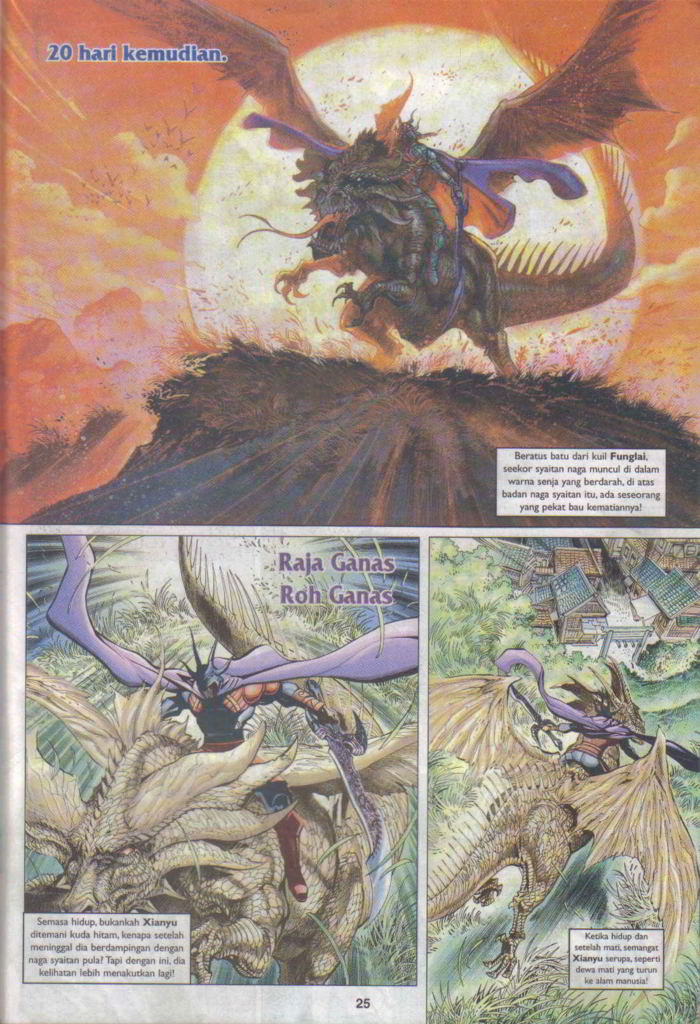 20 hari kemudian.
Beratus batu dari kuil Funglai,
seekor syaitan naga muncul di dalam
warna senja yang berdarah, di atas
badan naga syaitan itu, ada seseorang
yang pekat bau kematiannya!
Raja Ganas
Roh Ganas
Semasa hidup, bukankah Xianyu
ditemani kuda hitam, kenapa setelah
meninggal dia berdampingan dengan
naga syaitan pula? Tapi dengan ini, dia
kelihatan lebih menakutkan lagi!
Ketika hidup dan
setelah mati, semangat
Xianyu serupa, seperti
dewa mati yang turun
ke alam manusia!
25